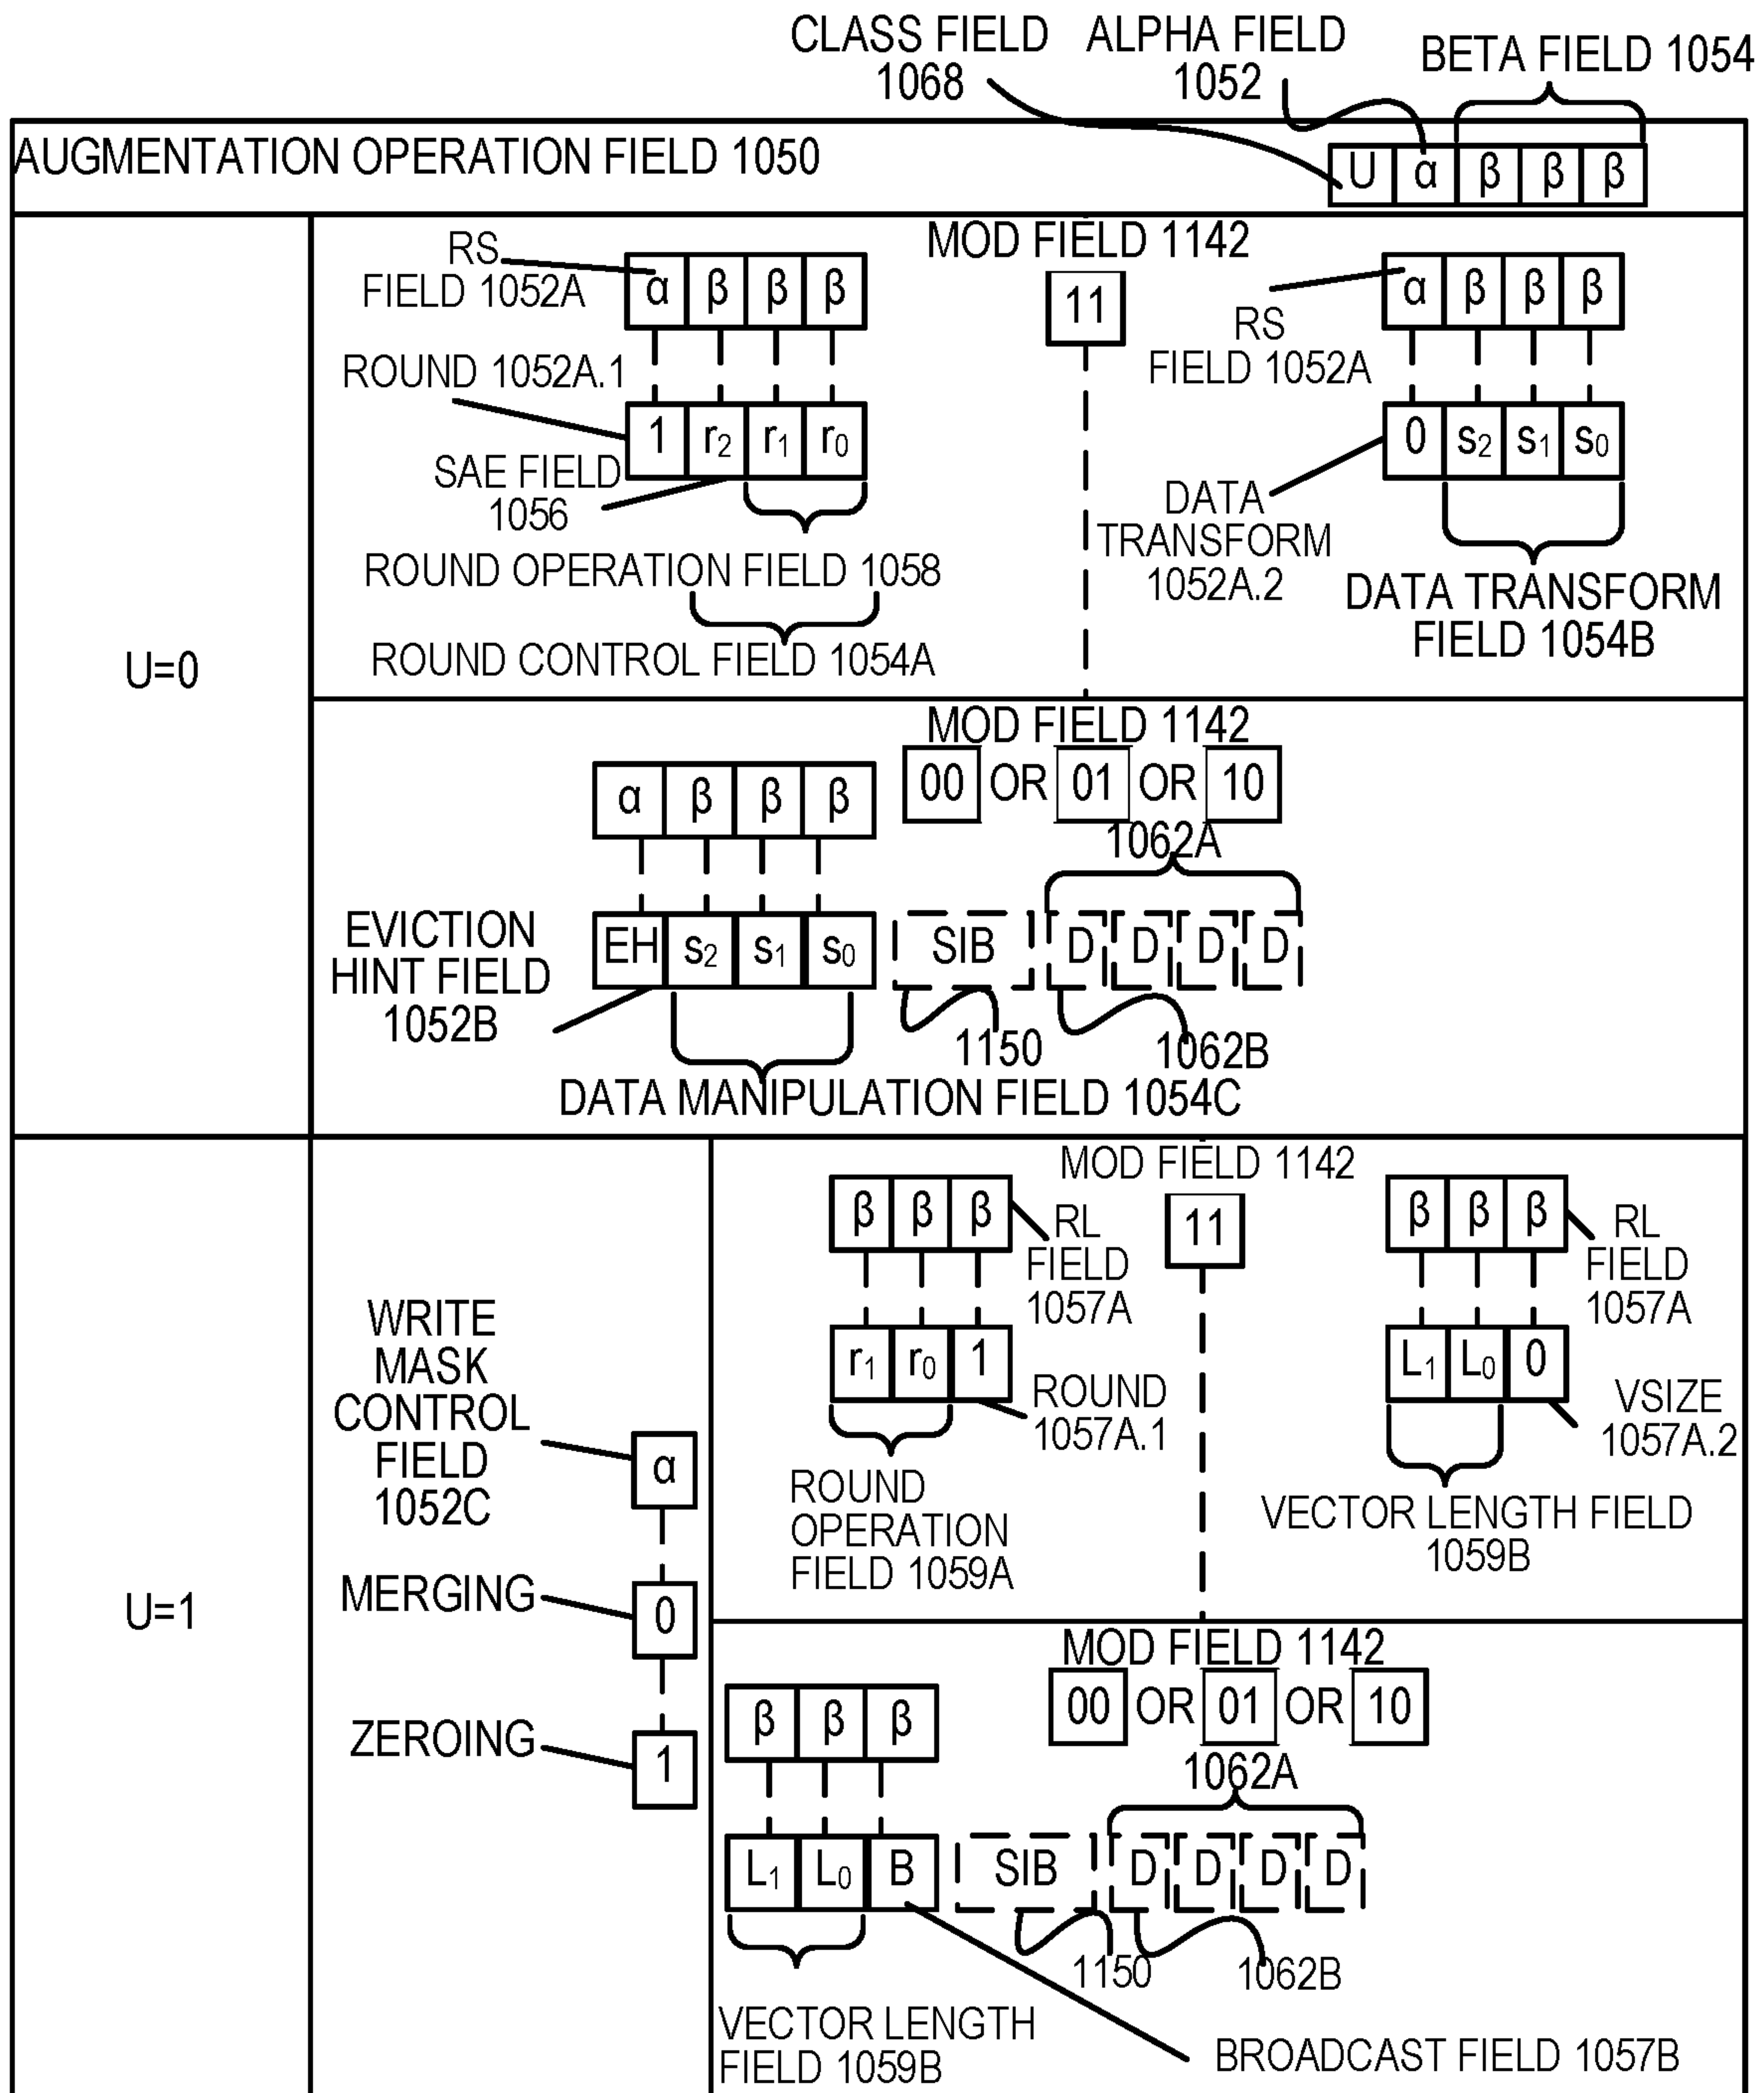 CLASS FIELD
1068
ALPHA FIELD
1052
BETA FIELD 1054
AUGMENTATION OPERATION FIELD 1050
U α β β β
U=0
MOD FIELD 1142
11
RS
FIELD 1052A
α β β β
ROUND 1052A.1
1 r2 r1 r0
SAE FIELD
1056
ROUND OPERATION FIELD 1058
ROUND CONTROL FIELD 1054A
α β β β
RS
FIELD 1052A
0 s2 s1 s0
DATA
TRANSFORM
1052A.2
DATA TRANSFORM
FIELD 1054B
MOD FIELD 1142
00 OR 01 OR 10
α β β β
1062A
EVICTION
HINT FIELD
1052B
EH s2 s1 s0 SIB D D D D
1150
1062B
DATA MANIPULATION FIELD 1054C
U=1
WRITE
MASK
CONTROL
FIELD
1052C
α
MERGING
0
ZEROING
1
MOD FIELD 1142
11
β β β
RL
FIELD
1057A
r1 r0 1
ROUND
1057A.1
ROUND
OPERATION
FIELD 1059A
β β β
RL
FIELD
1057A
L1 L0 0
VSIZE
1057A.2
VECTOR LENGTH FIELD
1059B
MOD FIELD 1142
00 OR 01 OR 10
β β β
1062A
L1 L0 B SIB D D D D
1150
1062B
VECTOR LENGTH
FIELD 1059B
BROADCAST FIELD 1057B